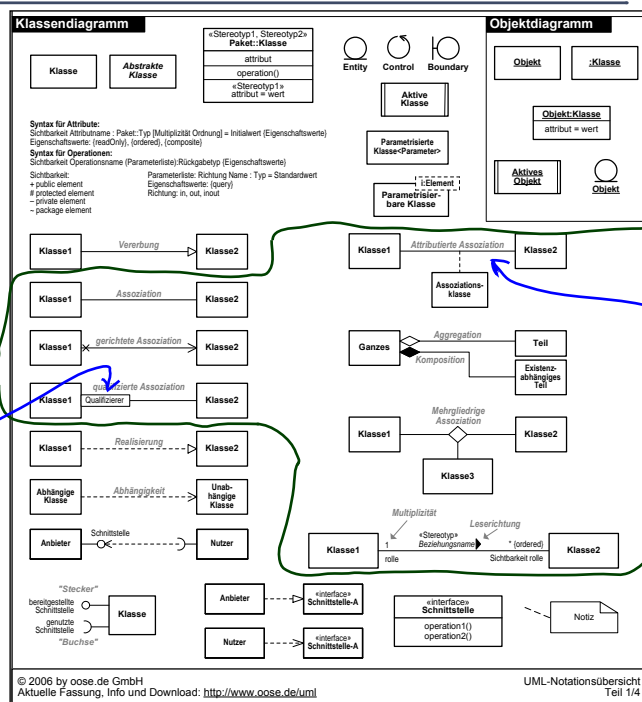 Klassendiagramm
Klasse
Abstrakte
Klasse
«Stereotyp1, Stereotyp2»
Paket::Klasse
attribut
operation()
«Stereotyp1»
attribut = wert
Entity
Control
Boundary
Aktive
Klasse
Parametrisierte
Klasse<Parameter>
i:Element
Parametrisier-
bare Klasse
Objektdiagramm
Objekt
:Klasse
Objekt:Klasse
attribut = wert
Aktives
Objekt
Objekt
Syntax für Attribute:
Sichtbarkeit Attributname : Paket::Typ [Multiplizität Ordnung] = Initialwert {Eigenschaftswerte}
Eigenschaftswerte: {readOnly}, {ordered}, {composite}
Syntax für Operationen:
Sichtbarkeit Operationsname (Parameterliste):Rückgabetyp {Eigenschaftswerte}
Sichtbarkeit:
+ public element
# protected element
– private element
~ package element
Parameterliste: Richtung Name : Typ = Standardwert
Eigenschaftswerte: {query}
Richtung: in, out, inout
Klasse1
Vererbung
Klasse2
Klasse1
Assoziation
Klasse2
Klasse1
gerichtete Assoziation
Klasse2
Klasse1
Qualifizierer
qualifizierte Assoziation
Klasse2
Klasse1
Realisierung
Klasse2
Abhängige
Klasse
Abhängigkeit
Unab-
hängige
Klasse
Anbieter
Schnittstelle
Nutzer
Klasse1
Attributierte Assoziation
Klasse2
Assoziations-
klasse
Ganzes
Aggregation
Teil
Komposition
Existenz-
abhängiges
Teil
Klasse1
Mehrgliedrige
Assoziation
Klasse2
Klasse3
Multiplizität
Leserichtung
Klasse1
1
rolle
«Stereotyp»
Beziehungsname
* {ordered}
Sichtbarkeit rolle
Klasse2
"Stecker"
bereitgestellte
Schnittstelle
genutzte
Schnittstelle
"Buchse"
Klasse
Anbieter
«interface»
Schnittstelle-A
Nutzer
«interface»
Schnittstelle-A
«interface»
Schnittstelle
operation1()
operation2()
Notiz
© 2006 by oose.de GmbH
Aktuelle Fassung, Info und Download: http://www.oose.de/uml
UML-Notationsübersicht
Teil 1/4